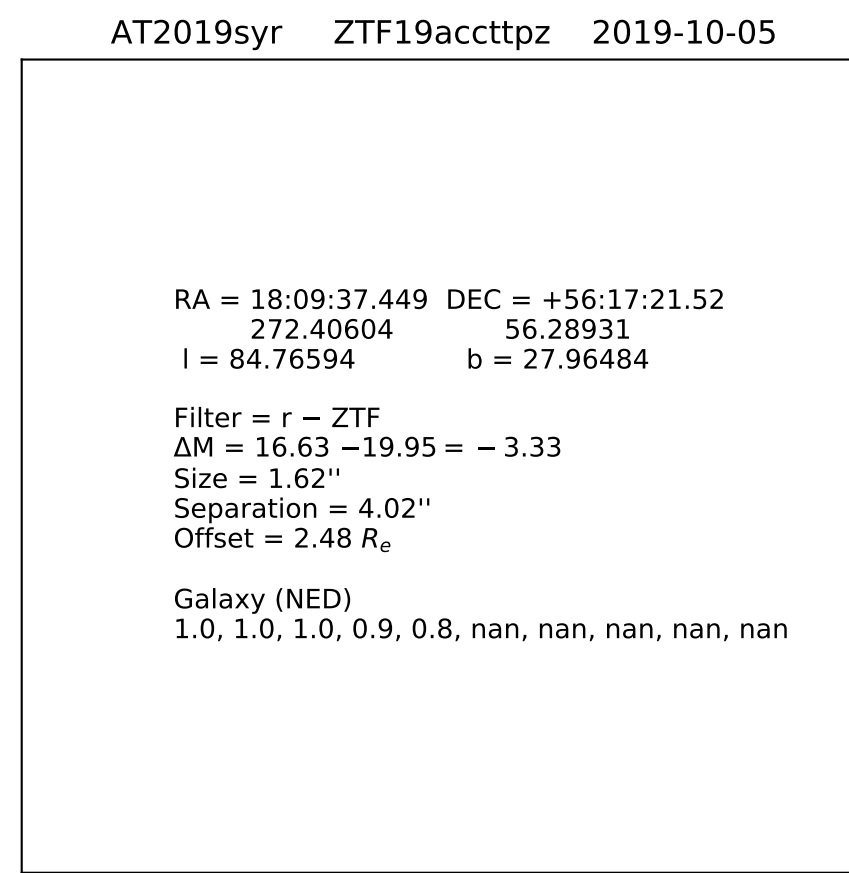 AT2019syr ZTF19accttpz 2019-10-05
RA = 18:09:37.449 DEC = +56:17:21.52
272.40604 56.28931
l = 84.76594 b = 27.96484
Filter = r − ZTF
ΔM = 16.63 −19.95 = − 3.33
Size = 1.62''
Separation = 4.02''
Offset = 2.48 Re
Galaxy (NED)
1.0, 1.0, 1.0, 0.9, 0.8, nan, nan, nan, nan, nan